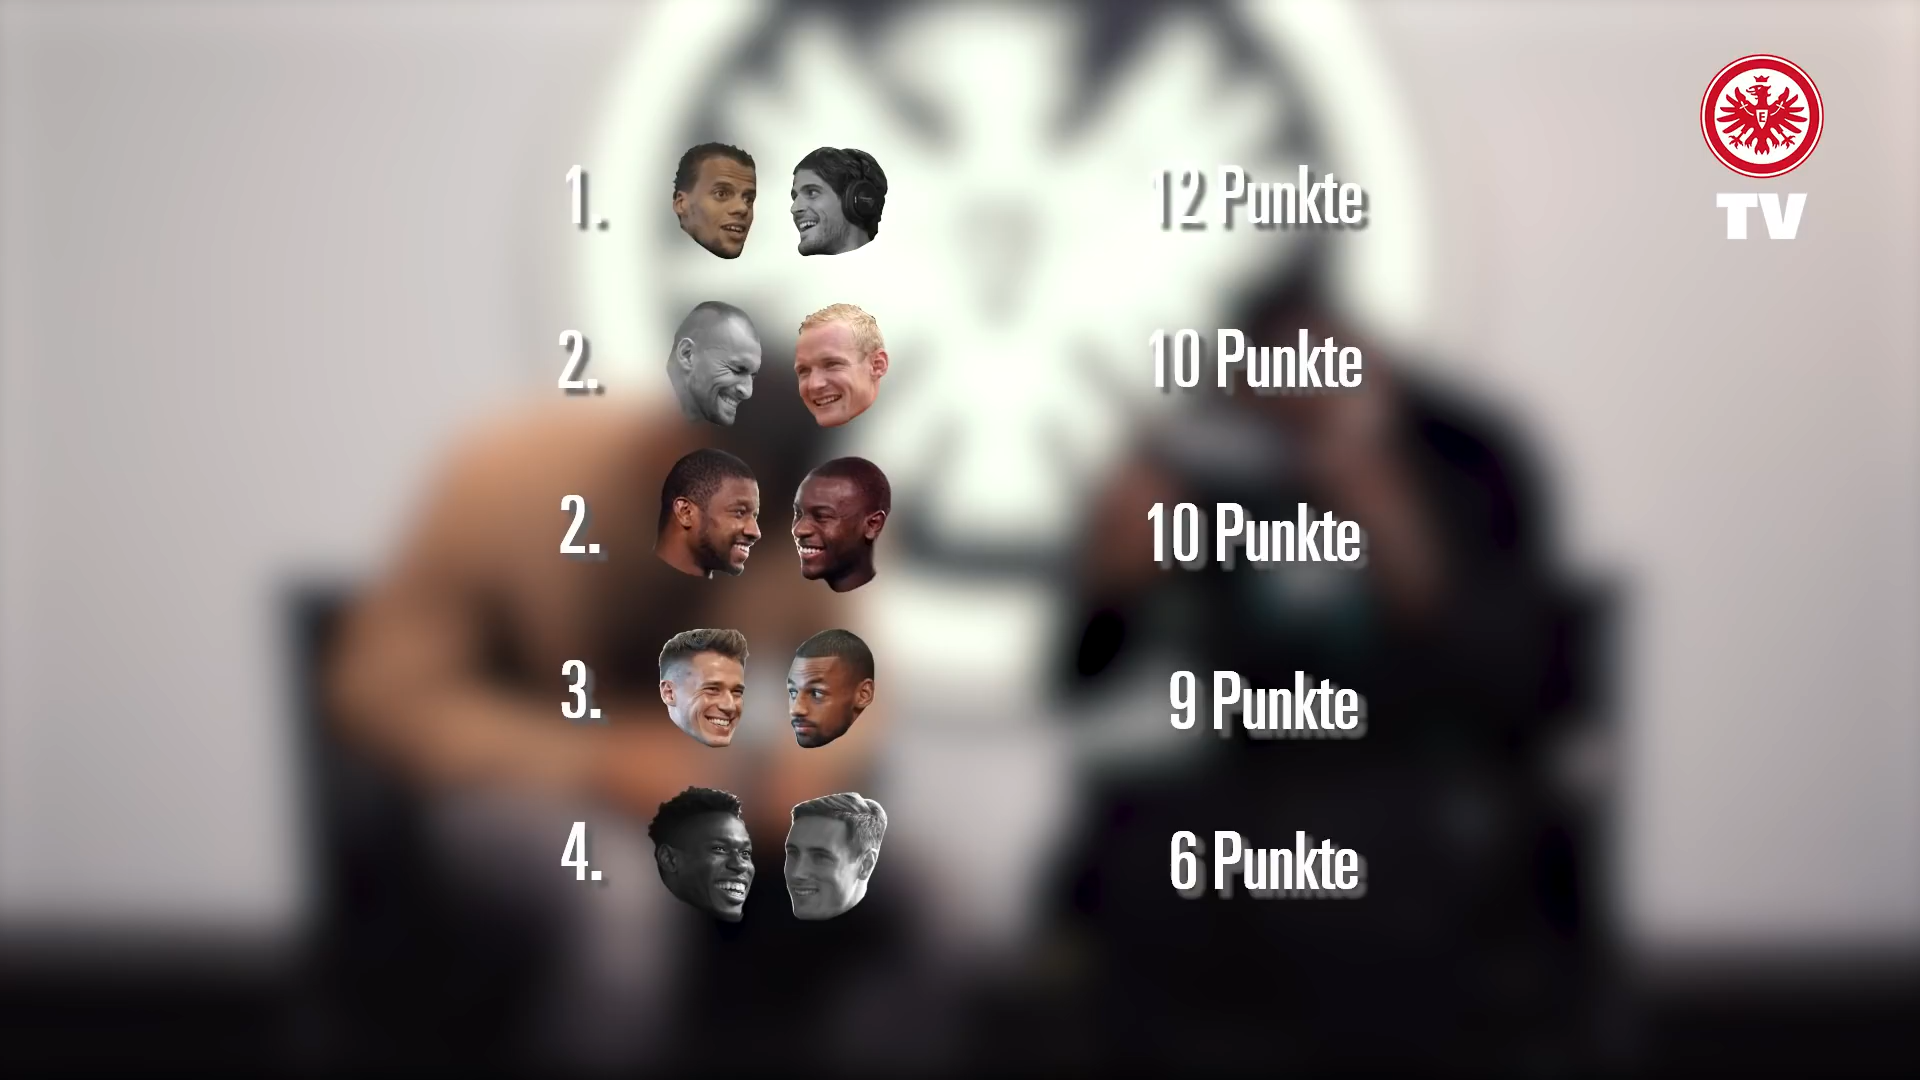 1. 12 Punkte
2. 10 Punkte
2. 10 Punkte
3. 9 Punkte
4. 6 Punkte
E
TV